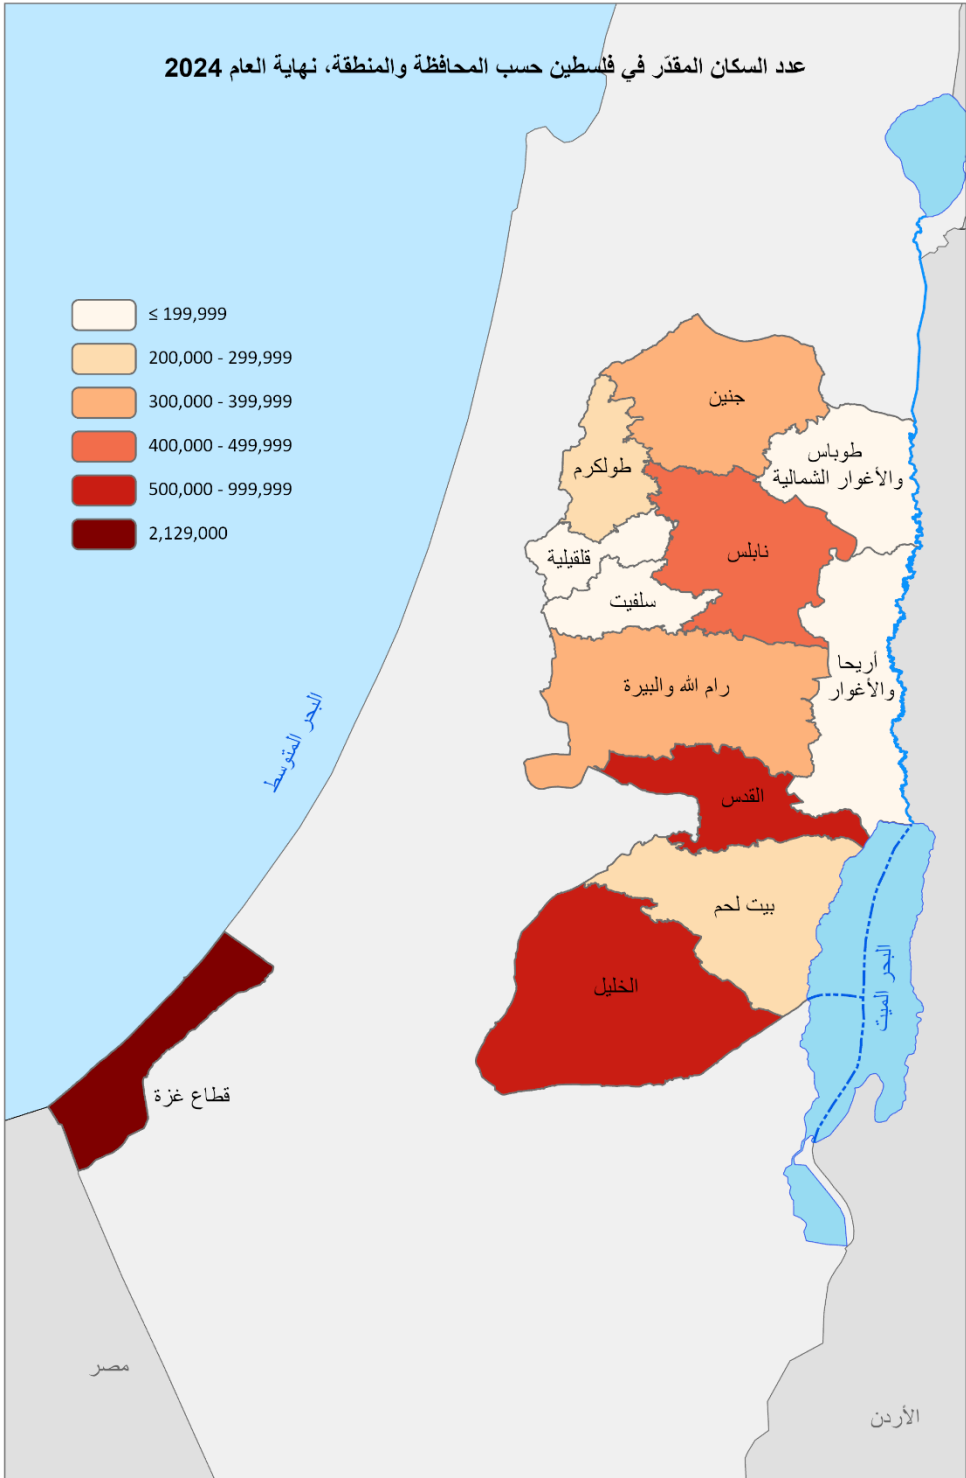 عدد السكان المقدّر في فلسطين حسب المحافظة والمنطقة، نهاية العام 2024
≤ 199,999
200,000 - 299,999
300,000 - 399,999
400,000 - 499,999
500,000 - 999,999
2,129,000
جنين
طوباس
والأغوار الشمالية
طولكرم
نابلس
قلقيلية
سلفيت
أريحا
والأغوار
رام الله والبيرة
البحر المتوسط
القدس
بيت لحم
الخليل
البحر الميت
قطاع غزة
مصر
الأردن